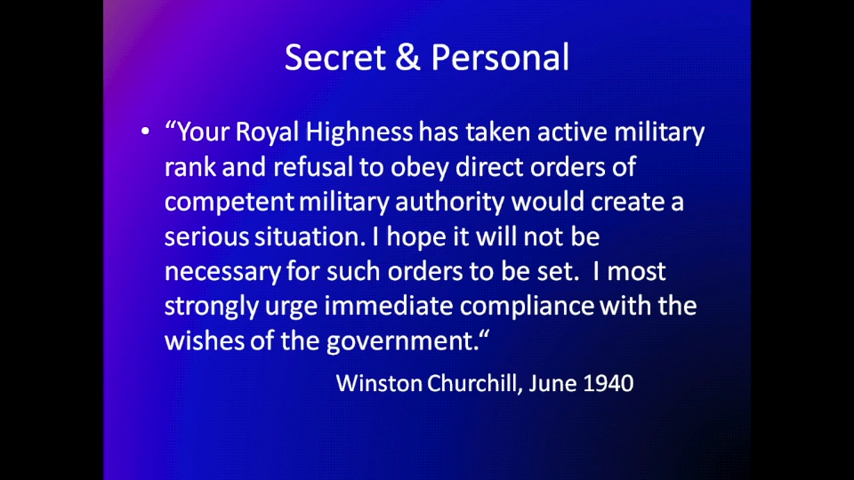 Secret & Personal
• “Your Royal Highness has taken active military
rank and refusal to obey direct orders of
competent military authority would create a
serious situation. I hope it will not be
necessary for such orders to be set.  I most
strongly urge immediate compliance with the
wishes of the government.“
Winston Churchill, June 1940